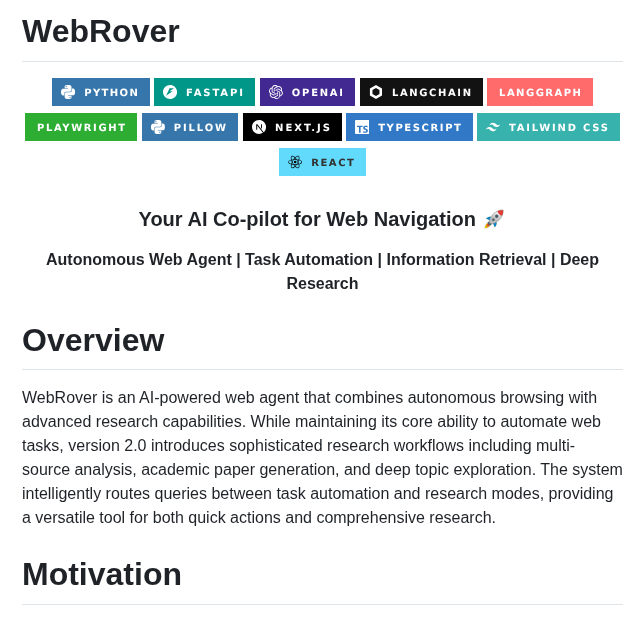 WebRover
PYTHON FASTAPI OPENAI LANGCHAIN LANGGRAPH
PLAYWRIGHT PILLOW NEXT.JS TS TYPESCRIPT TAILWIND CSS
REACT
Your AI Co-pilot for Web Navigation 🚀
Autonomous Web Agent | Task Automation | Information Retrieval | Deep
Research
Overview
WebRover is an AI-powered web agent that combines autonomous browsing with
advanced research capabilities. While maintaining its core ability to automate web
tasks, version 2.0 introduces sophisticated research workflows including multi-
source analysis, academic paper generation, and deep topic exploration. The system
intelligently routes queries between task automation and research modes, providing
a versatile tool for both quick actions and comprehensive research.
Motivation